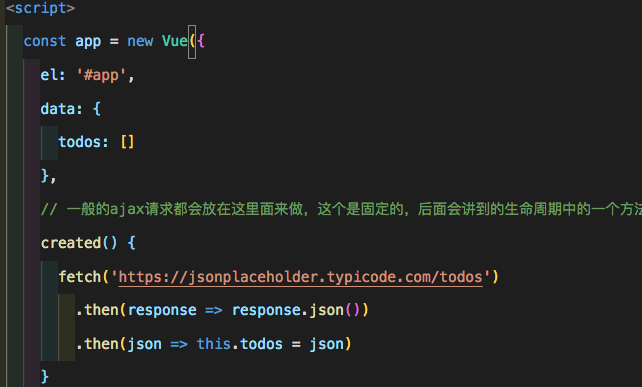 <script>
const app = new Vue({
el: '#app',
data: {
todos: []
},
// 一般的ajax请求都会放在这里面来做，这个是固定的，后面会讲到的生命周期中的一个方法
created() {
fetch('https://jsonplaceholder.typicode.com/todos')
.then(response => response.json())
.then(json => this.todos = json)
}